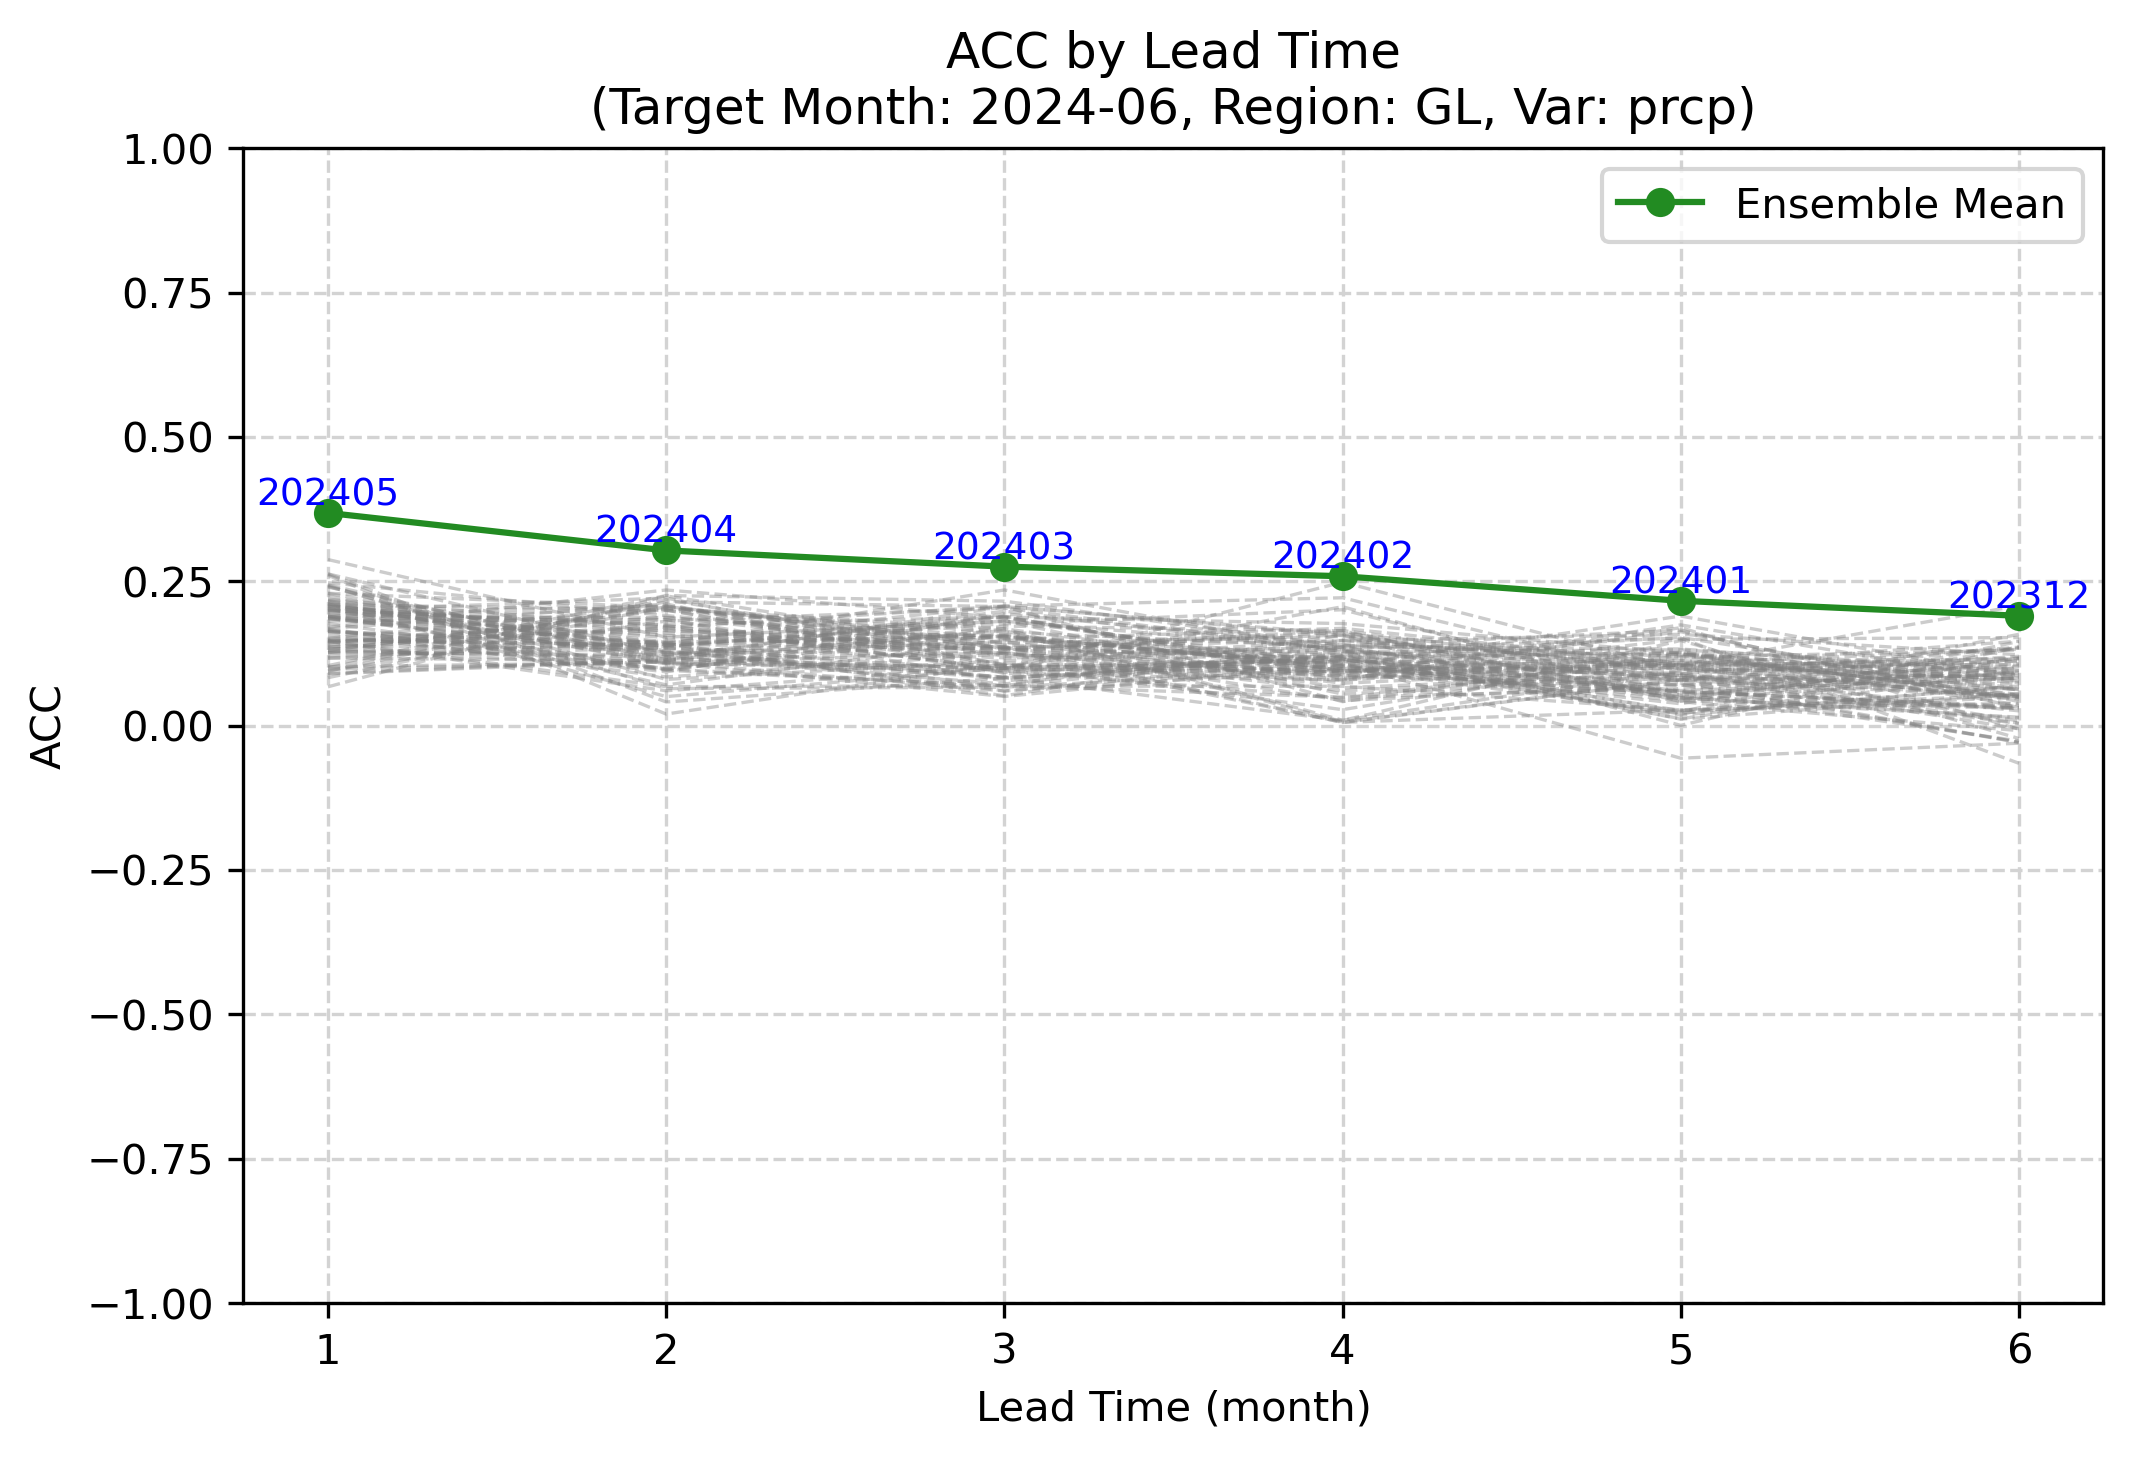 ACC by Lead Time
(Target Month: 2024-06, Region: GL, Var: prcp)
1.00
0.75
0.50
0.25
0.00
−0.25
−0.50
−0.75
−1.00
ACC
Ensemble Mean
202405
202404
202403
202402
202401
202312
1 2 3 4 5 6
Lead Time (month)